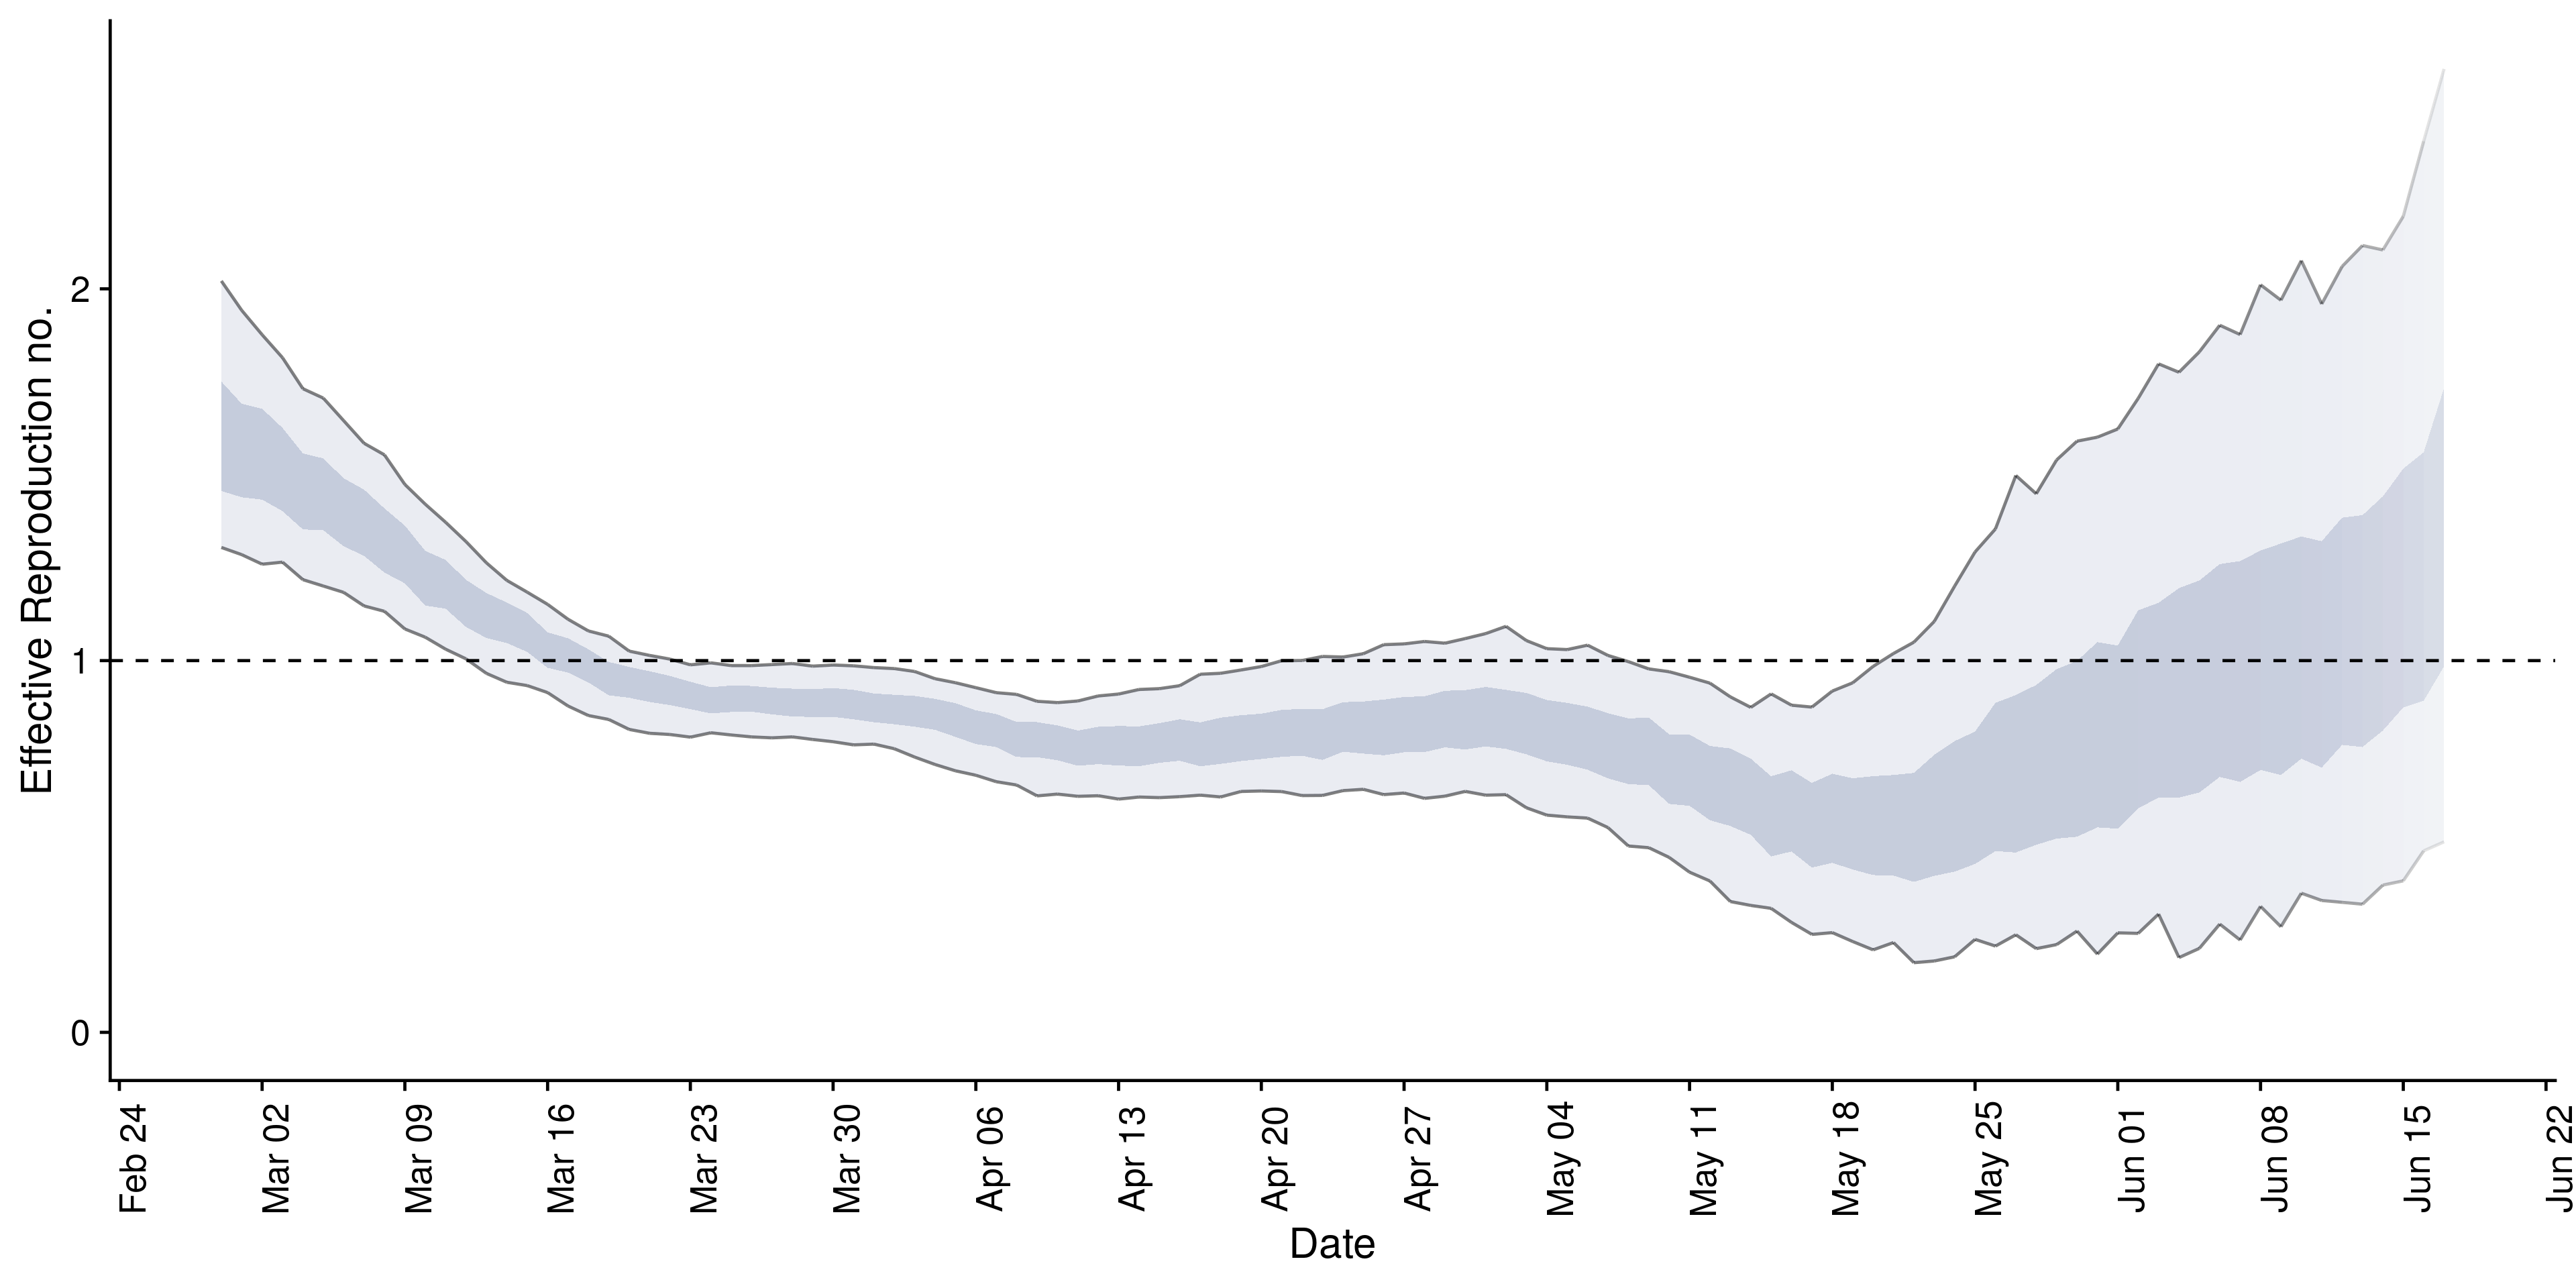 Effective Reproduction no.
2
1
0
Feb 24
Mar 02
Mar 09
Mar 16
Mar 23
Mar 30
Apr 06
Apr 13
Apr 20
Apr 27
May 04
May 11
May 18
May 25
Jun 01
Jun 08
Jun 15
Jun 22
Date